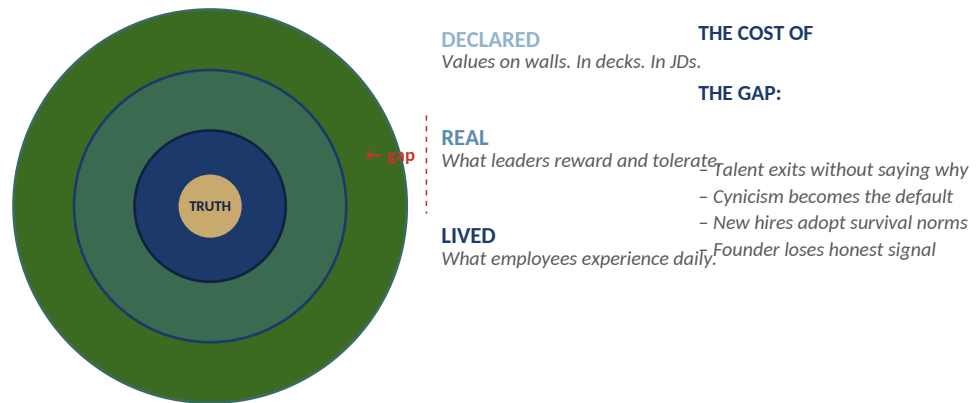 TRUTH
← gap
DECLARED
Values on walls. In decks. In JDs.
REAL
What leaders reward and tolerate.
LIVED
What employees experience daily.
THE COST OF
THE GAP:
– Talent exits without saying why
– Cynicism becomes the default
– New hires adopt survival norms
– Founder loses honest signal